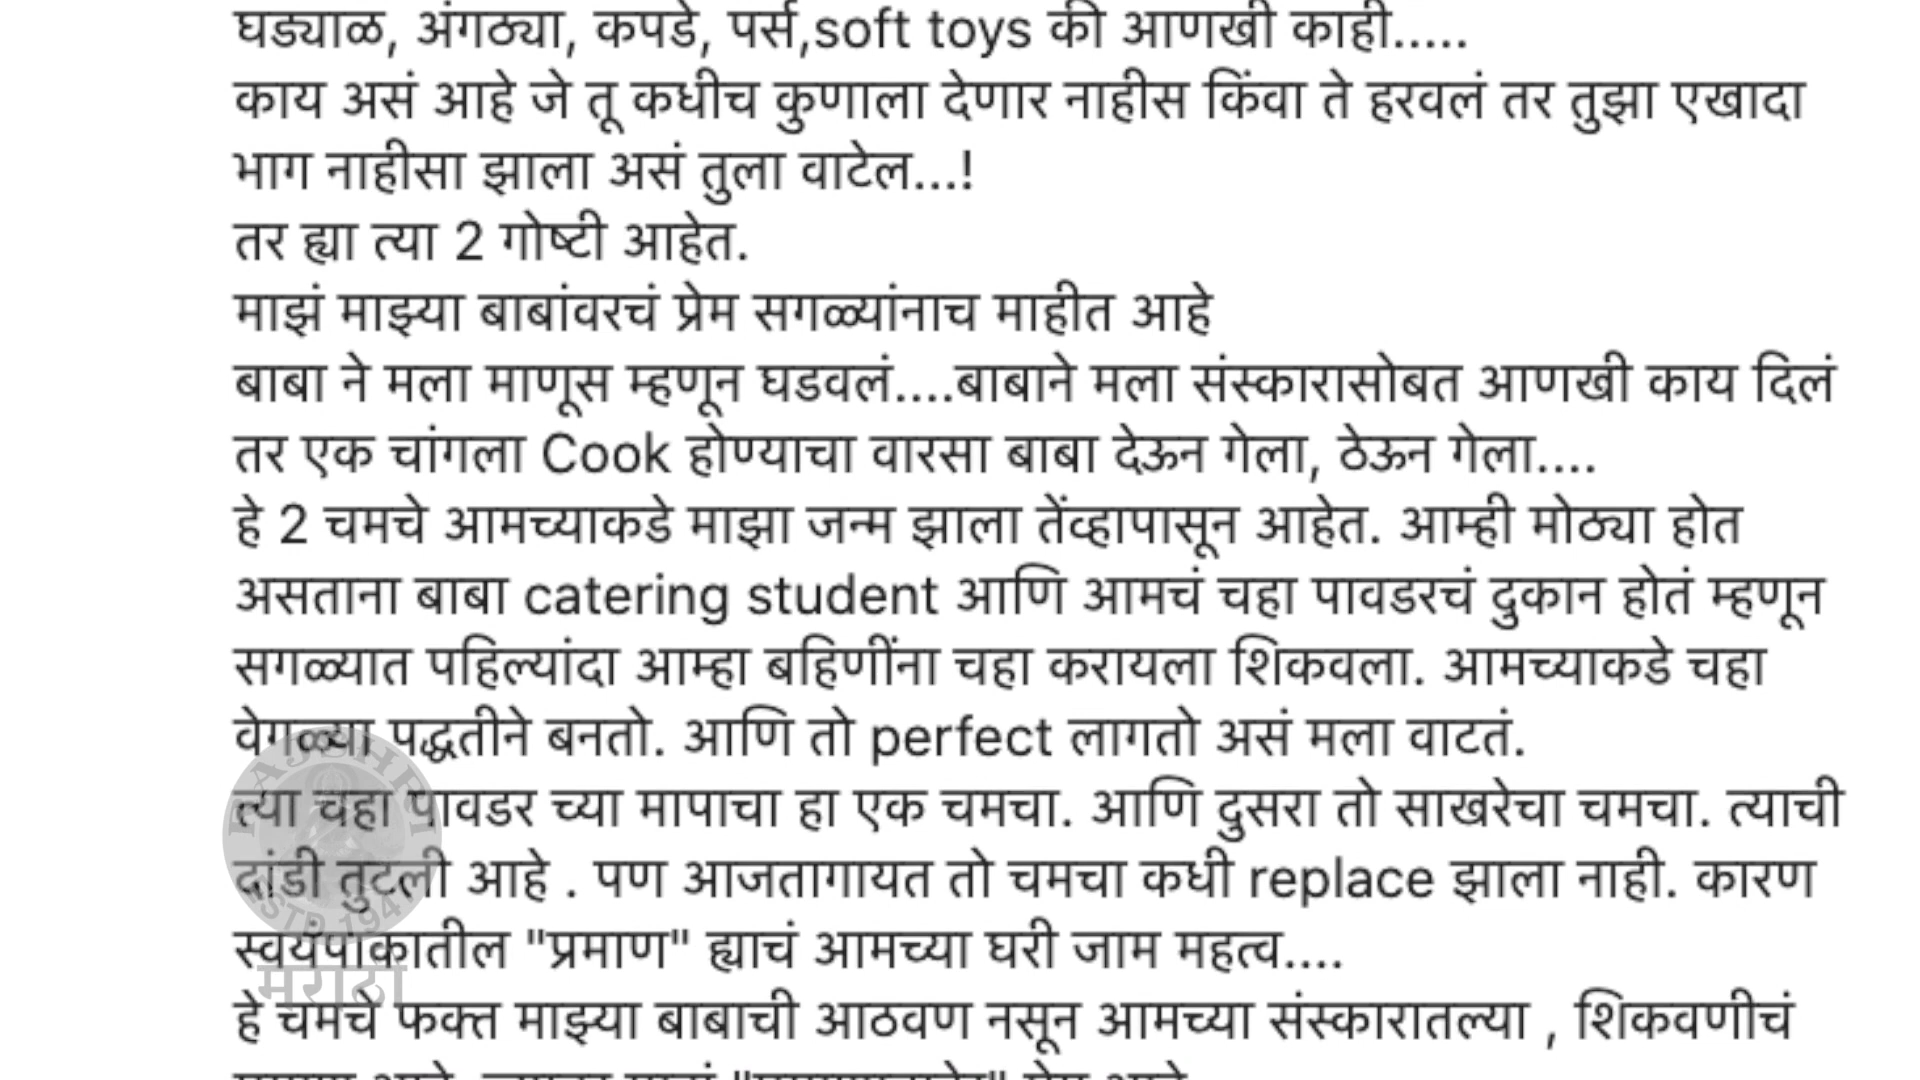 घड्याळ, अंगठ्या, कपडे, पर्स,soft toys की आणखी काही.....
काय असं आहे जे तू कधीच कुणाला देणार नाहीस किंवा ते हरवलं तर तुझा एखादा
भाग नाहीसा झाला असं तुला वाटेल...!
तर ह्या त्या 2 गोष्टी आहेत.
माझं माझ्या बाबांवरचं प्रेम सगळ्यांनाच माहीत आहे
बाबा ने मला माणूस म्हणून घडवलं....बाबाने मला संस्कारासोबत आणखी काय दिलं
तर एक चांगला Cook होण्याचा वारसा बाबा देऊन गेला, ठेऊन गेला....
हे 2 चमचे आमच्याकडे माझा जन्म झाला तेंव्हापासून आहेत. आम्ही मोठ्या होत
असताना बाबा catering student आणि आमचं चहा पावडरचं दुकान होतं म्हणून
सगळ्यात पहिल्यांदा आम्हा बहिणींना चहा करायला शिकवला. आमच्याकडे चहा
वेगळ्या पद्धतीने बनतो. आणि तो perfect लागतो असं मला वाटतं.
त्या चहा पावडर च्या मापाचा हा एक चमचा. आणि दुसरा तो साखरेचा चमचा. त्याची
दांडी तुटली आहे . पण आजतागायत तो चमचा कधी replace झाला नाही. कारण
स्वयंपाकातील "प्रमाण" ह्याचं आमच्या घरी जाम महत्व....
हे चमचे फक्त माझ्या बाबाची आठवण नसून आमच्या संस्कारातल्या , शिकवणीचं
RAJSHRI
ESTD. 1947
मराठी